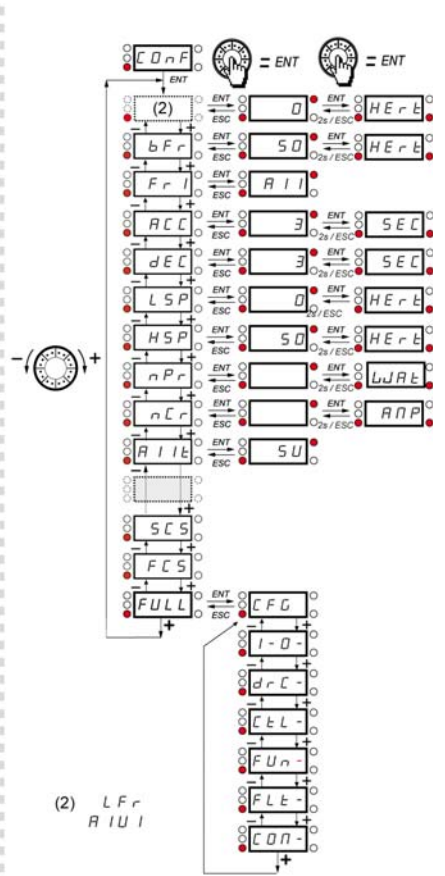 COnF = ENT = ENT
ENT
(2) ENT ESC 0 ENT 2s / ESC HErt
- +
bFr ENT ESC 50 ENT 2s / ESC HErt
- +
Fr1 ENT ESC AI1
- +
ACC ENT ESC 3 ENT 2s / ESC SEC
- +
dEC ENT ESC 3 ENT 2s / ESC SEC
- +
LSP ENT ESC 0 ENT 2s / ESC HErt
- +
HSP ENT ESC 50 ENT 2s / ESC HErt
- +
- + nPr ENT ESC ENT 2s / ESC WAt
- +
nCr ENT ESC ENT 2s / ESC AMP
- +
AI1t ENT ESC 5U
- +
SCS
- +
FCS
- +
FULL ENT ESC CFG
+ - +
I-O-
- +
drC-
- +
CtL-
- +
FUn-
- +
FLt-
- +
(2) LFr COM-
AIU1 +